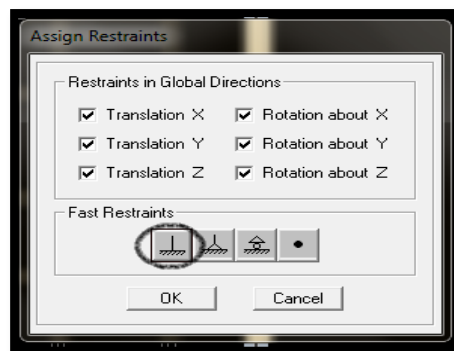 Assign Restraints
Restraints in Global Directions
Translation X Rotation about X
Translation Y Rotation about Y
Translation Z Rotation about Z
Fast Restraints
OK Cancel